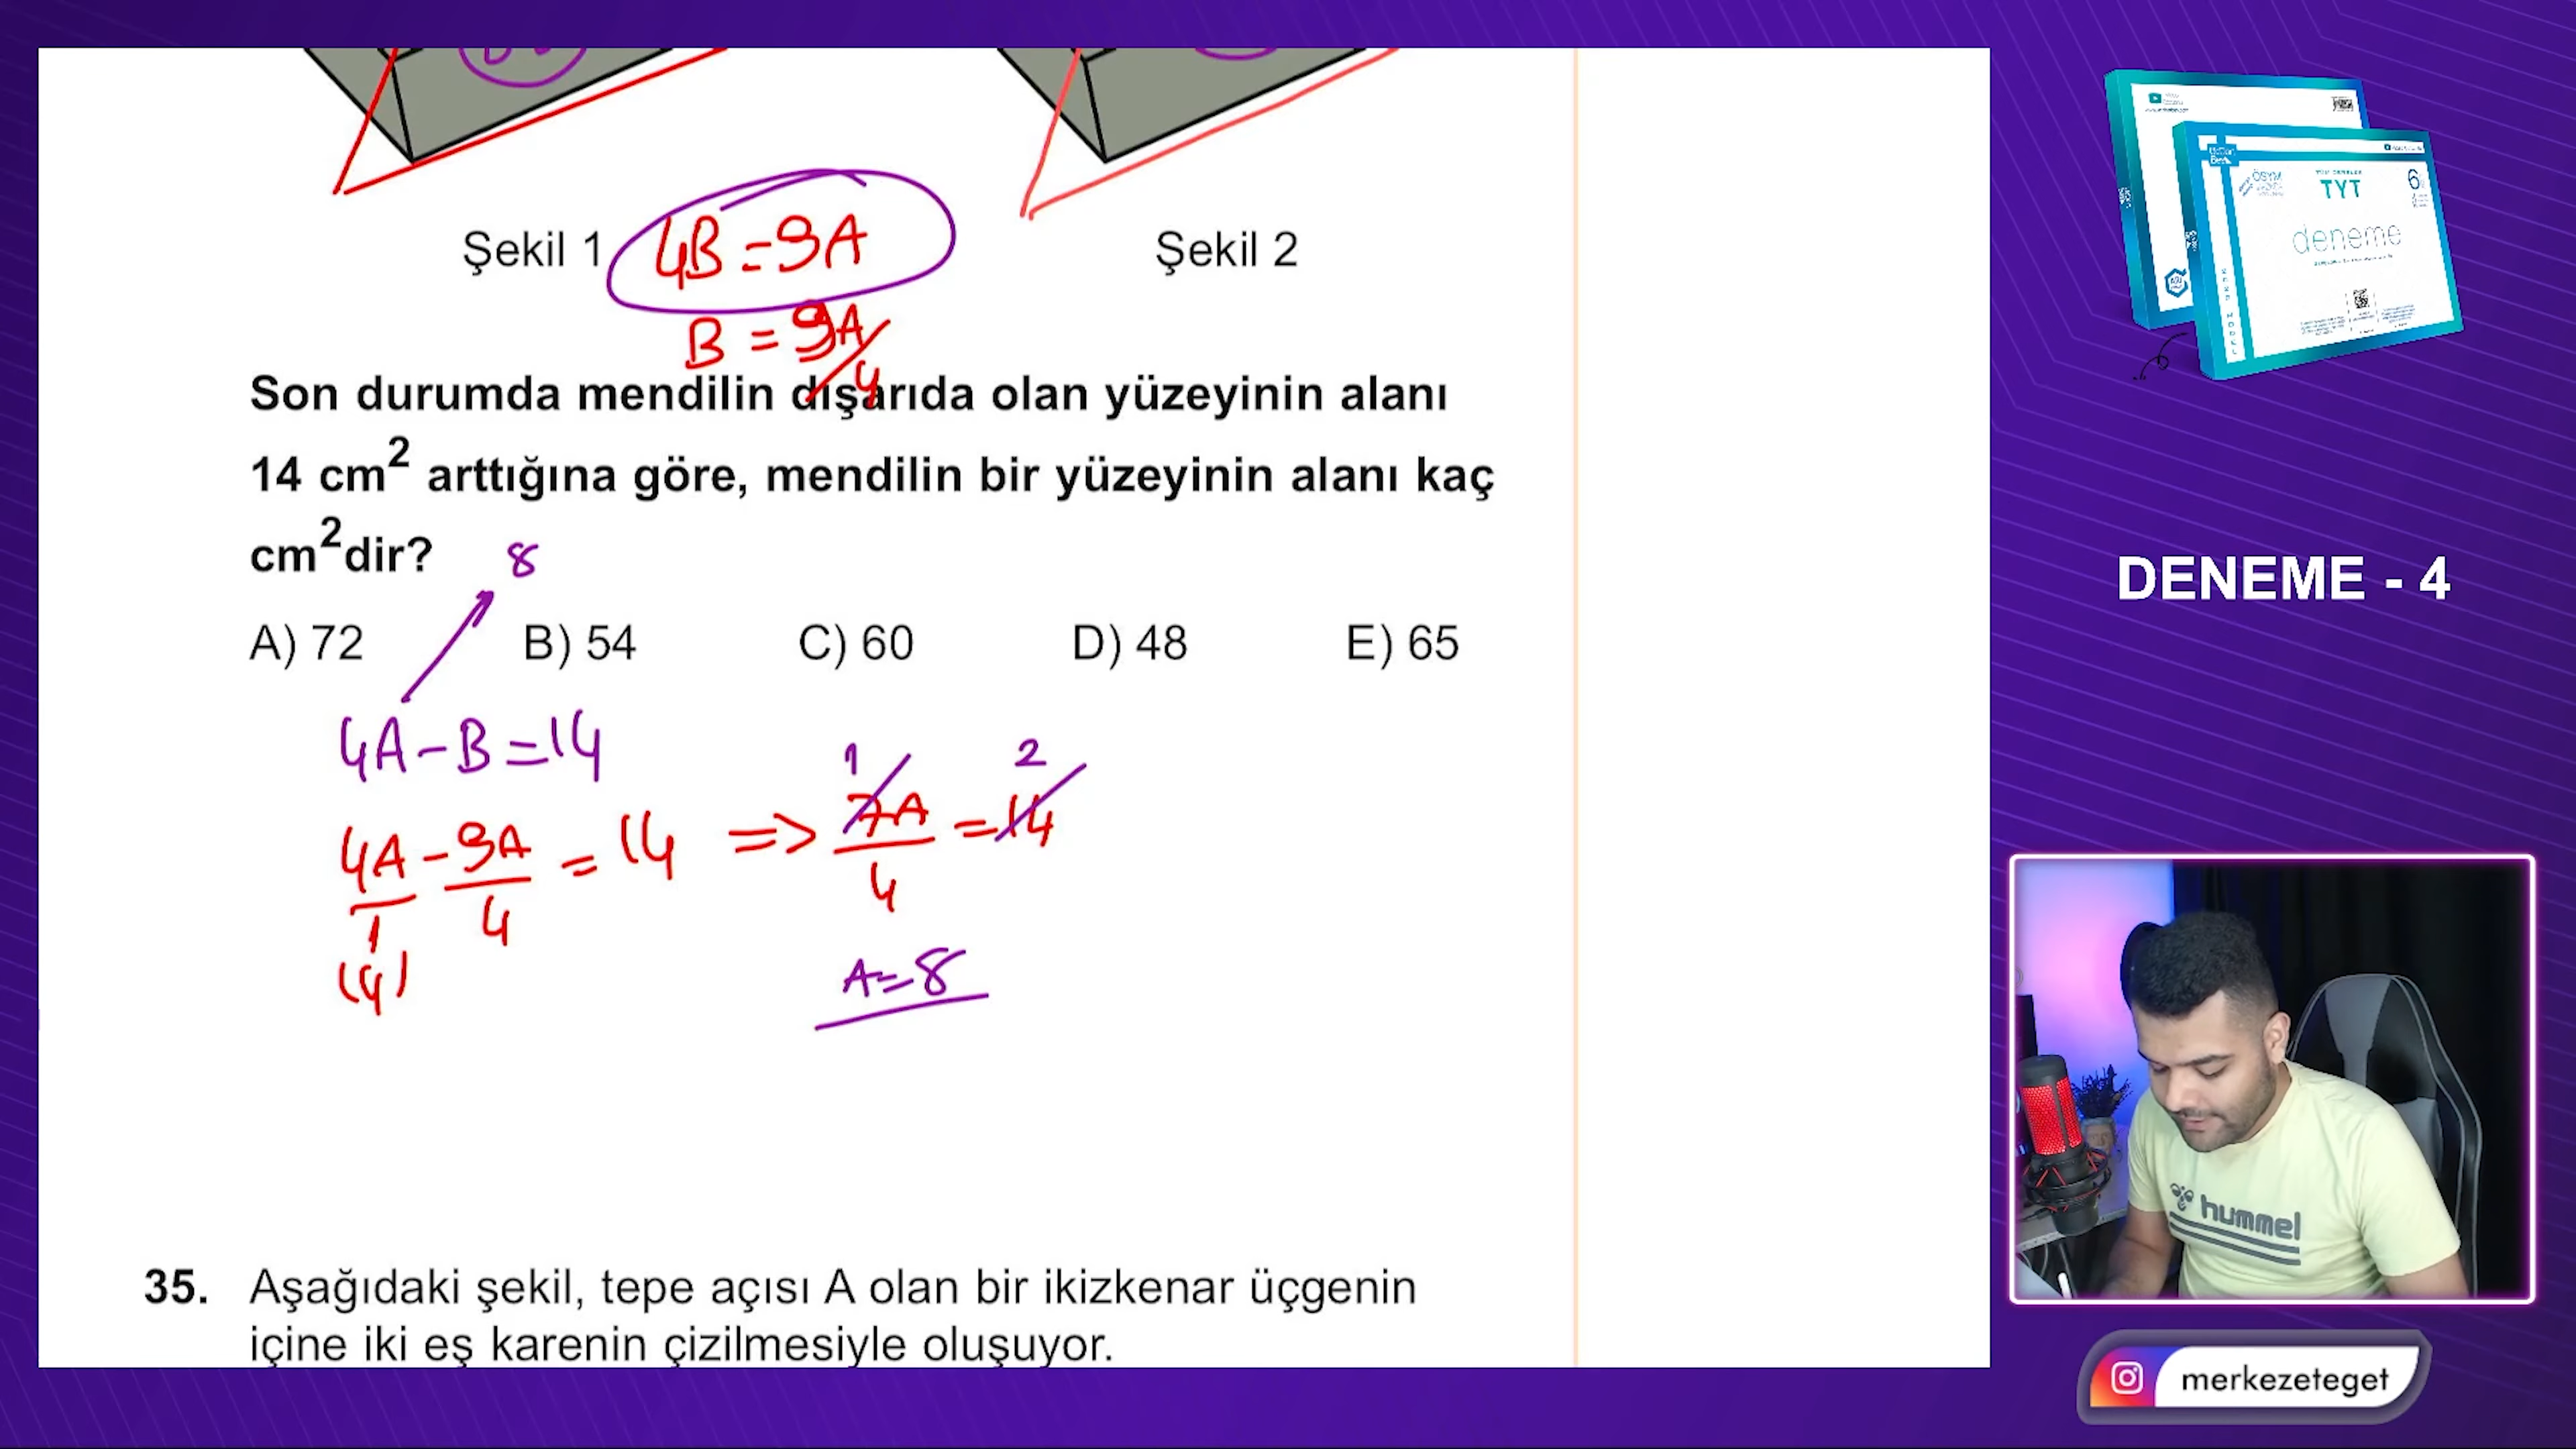 Şekil 1
4B = 9A
Şekil 2
B = 9A/4
Son durumda mendilin dışarıda olan yüzeyinin alanı
14 cm² arttığına göre, mendilin bir yüzeyinin alanı kaç
cm²dir?
8
A) 72 B) 54 C) 60 D) 48 E) 65
4A - B = 14
4A/1 - 9A/4 = 14 => 7A/4 = 14
1
2
(4)
A = 8
35. Aşağıdaki şekil, tepe açısı A olan bir ikizkenar üçgenin
içine iki eş karenin çizilmesiyle oluşuyor.
ÖSYM
TYT
6
deneme
DENEME - 4
hummel
merkezeteget